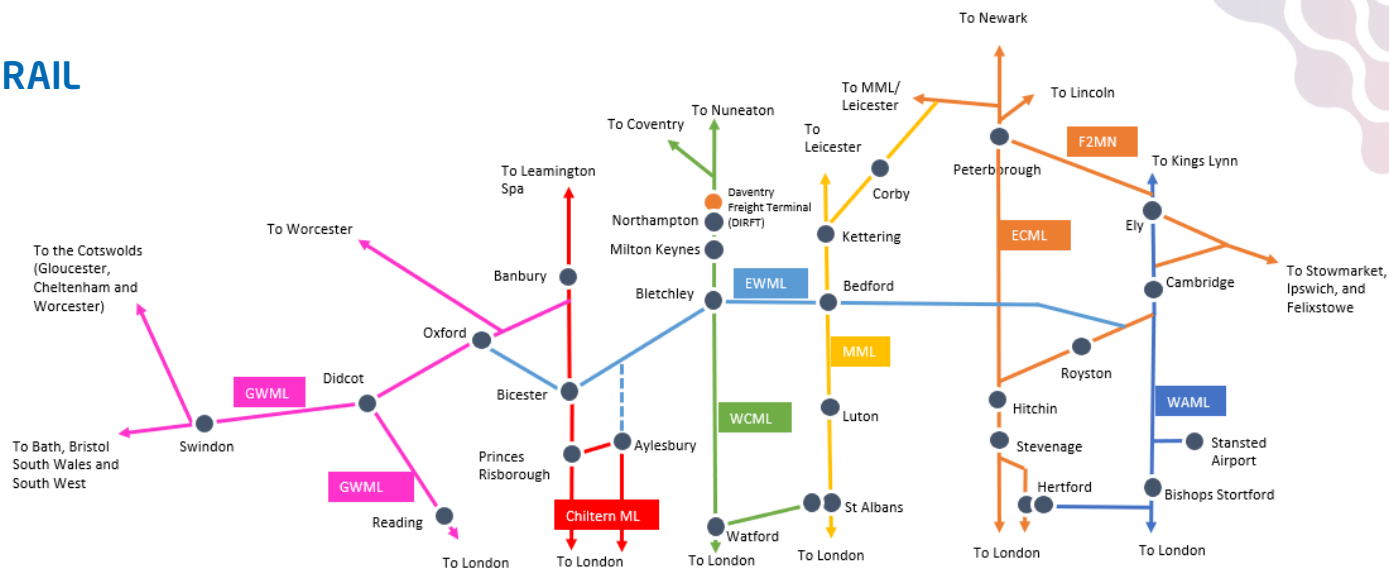 RAIL
To Newark
To MML/
Leicester
To Lincoln
To Nuneaton
To Coventry
To
Leicester
F2MN
To Kings Lynn
Peterborough
To Leamington
Spa
Corby
Daventry
Freight Terminal
(DIRFT)
Northampton
Ely
To Worcester
Kettering
ECML
To the Cotswolds
(Gloucester,
Cheltenham and
Worcester)
Milton Keynes
Banbury
To Stowmarket,
Ipswich, and
Felixstowe
Bletchley
EWML
Bedford
Cambridge
Oxford
MML
Didcot
Royston
GWML
Bicester
Hitchin
WAML
Luton
WCML
Swindon
To Bath, Bristol
South Wales and
South West
Princes
Risborough
Aylesbury
Stevenage
Stansted
Airport
GWML
Hertford
Bishops Stortford
Reading
Chiltern ML
St Albans
Watford
To London
To London
To London
To London
To London
To London